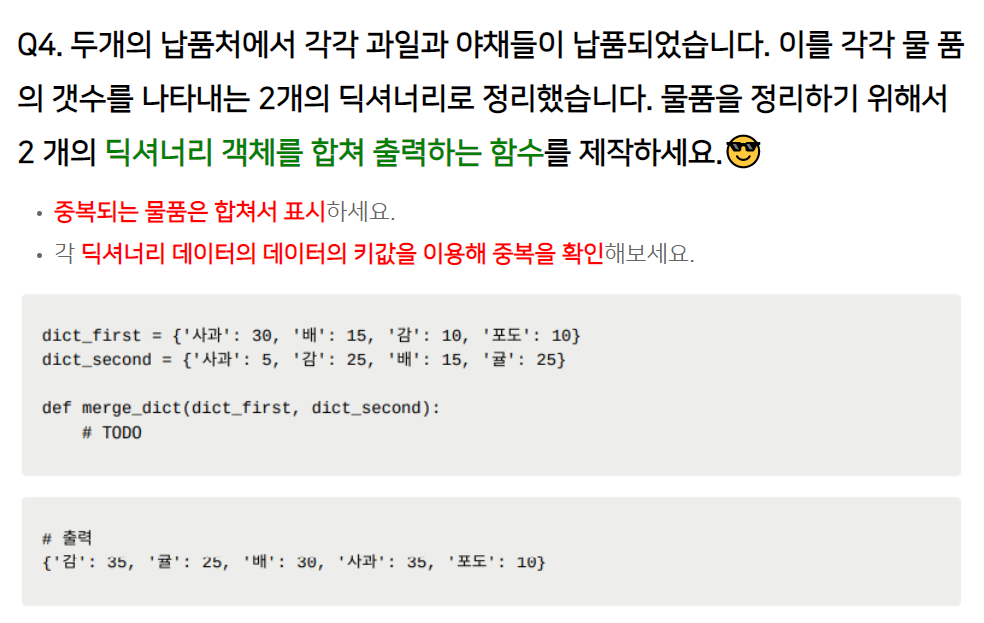 Q4. 두개의 납품처에서 각각 과일과 야채들이 납품되었습니다. 이를 각각 물 품
의 갯수를 나타내는 2개의 딕셔너리로 정리했습니다. 물품을 정리하기 위해서
2 개의 딕셔너리 객체를 합쳐 출력하는 함수를 제작하세요.😎
• 중복되는 물품은 합쳐서 표시하세요.
• 각 딕셔너리 데이터의 데이터의 키값을 이용해 중복을 확인해보세요.
dict_first = {'사과': 30, '배': 15, '감': 10, '포도': 10}
dict_second = {'사과': 5, '감': 25, '배': 15, '귤': 25}
def merge_dict(dict_first, dict_second):
    # TODO
# 출력
{'감': 35, '귤': 25, '배': 30, '사과': 35, '포도': 10}